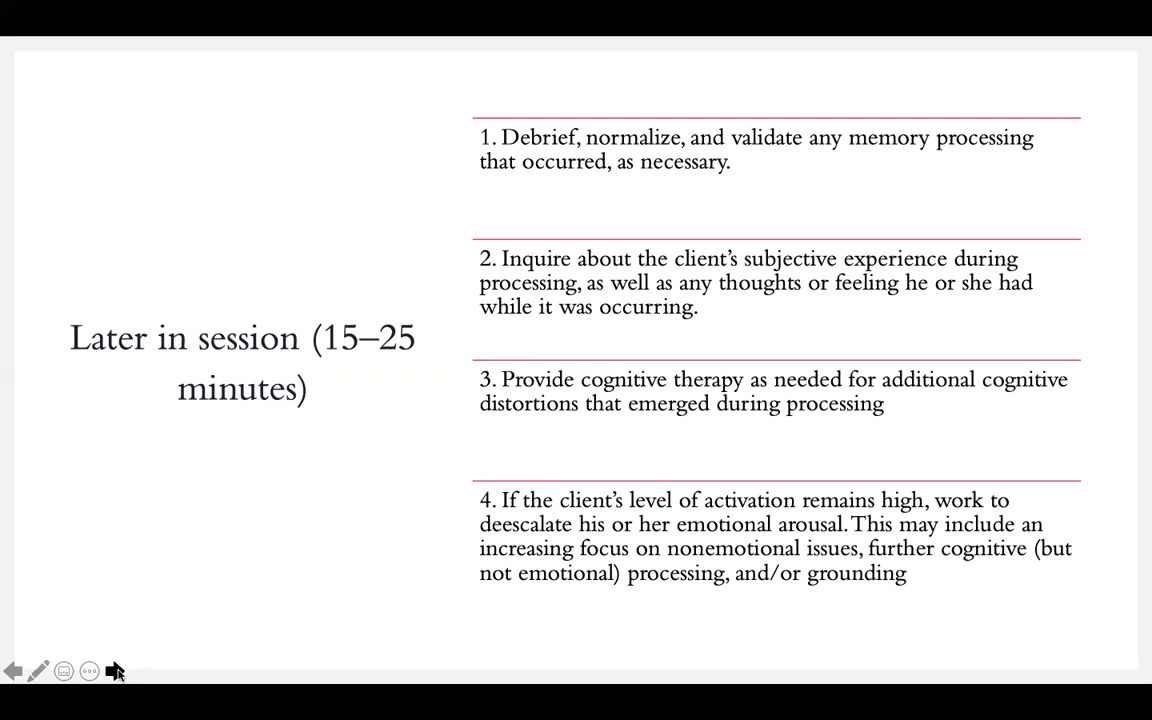 Later in session (15–25
minutes)
1. Debrief, normalize, and validate any memory processing
that occurred, as necessary.
2. Inquire about the client’s subjective experience during
processing, as well as any thoughts or feeling he or she had
while it was occurring.
3. Provide cognitive therapy as needed for additional cognitive
distortions that emerged during processing
4. If the client’s level of activation remains high, work to
deescalate his or her emotional arousal. This may include an
increasing focus on nonemotional issues, further cognitive (but
not emotional) processing, and/or grounding